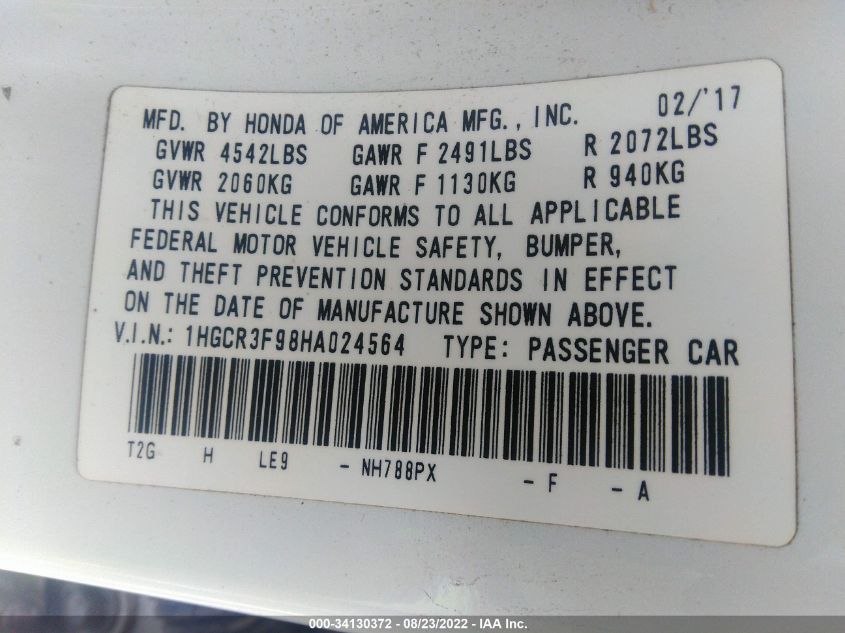 MFD. BY HONDA OF AMERICA MFG., INC. 02/'17
GVWR 4542LBS GAWR F 2491LBS R 2072LBS
GVWR 2060KG GAWR F 1130KG R 940KG
THIS VEHICLE CONFORMS TO ALL APPLICABLE
FEDERAL MOTOR VEHICLE SAFETY, BUMPER,
AND THEFT PREVENTION STANDARDS IN EFFECT
ON THE DATE OF MANUFACTURE SHOWN ABOVE.
V.I.N.: 1HGCR3F98HA024564 TYPE: PASSENGER CAR
T2G H LE9 - NH788PX - F - A
000-34130372 - 08/23/2022 - IAA Inc.